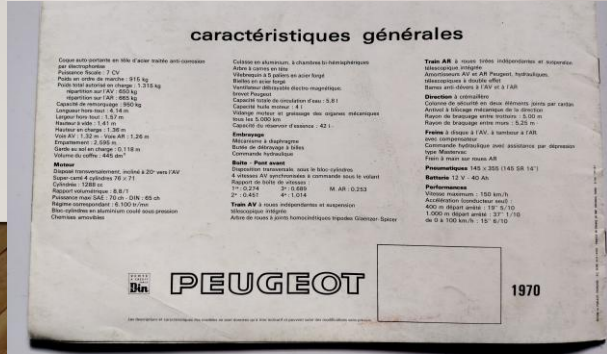 caractéristiques générales
Coque auto portante en tôle d'acier traitée anti-corrosion
par électrophorèse
Puissance fiscale : 7 CV
Poids en ordre de marche : 915 kg
Poids total autorisé en charge : 1.315 kg
répartition sur l'AV : 650 kg
répartition sur l'AR : 665 kg
Capacité de remorquage : 950 kg
Longueur hors-tout : 4,14 m
Largeur hors-tout : 1,57 m
Hauteur à vide : 1,41 m
Hauteur en charge : 1,36 m
Voie AV : 1,32 m - Voie AR : 1,26 m
Empattement : 2,595 m
Garde au sol en charge : 0,118 m
Volume du coffre : 445 dm³
Moteur
Disposé transversalement, incliné à 20° vers l'AV
Super-carré 4 cylindres 76 x 71
Cylindrée : 1288 cc
Rapport volumétrique : 8,8/1
Puissance maxi SAE : 70 ch - DIN : 65 ch
Régime correspondant : 6.100 tr/mn
Bloc-cylindres en aluminium coulé sous pression
Chemises amovibles
Culasse en aluminium, à chambres bi-hémisphériques
Arbre à cames en tête
Vilebrequin à 5 paliers en acier forgé
Bielles en acier forgé
Ventilateur débrayable électro-magnétique,
brevet Peugeot
Capacité totale de circulation d'eau : 5,8 l
Capacité huile moteur : 4 l
Vidange moteur et graissage des organes mécaniques
tous les 5.000 km
Capacité du réservoir d'essence : 42 l
Embrayage
Mécanisme à diaphragme
Butée de débrayage à billes
Commande hydraulique
Boîte - Pont avant
Disposition transversale, sous le bloc-cylindres
4 vitesses AV synchronisées à commande sous le volant
Rapport de boîte de vitesses
1ᵉ : 0,274 3ᵉ : 0,689 M. AR : 0,253
2ᵉ : 0,451 4ᵉ : 1,014
Train AV à roues indépendantes et suspension
télescopique intégrée
Arbre de roues à joints homocinétiques tripodes Glaenzer-Spicer
Train AR à roues tirées indépendantes et suspension
télescopique intégrée
Amortisseurs AV et AR Peugeot, hydrauliques,
télescopiques à double effet
Barres anti-dévers à l'AV et à l'AR
Direction à crémaillère
Colonne de sécurité en deux éléments joints par cardan
Antivol à blocage mécanique de la direction
Rayon de braquage entre trottoirs : 5,00 m
Rayon de braquage entre murs : 5,25 m
Freins à disque à l'AV, à tambour à l'AR,
avec compensateur
Commande hydraulique avec assistance par dépression
type Mastervac
Frein à main sur roues AR
Pneumatiques 145 x 355 (145 SR 14")
Batterie 12 V - 40 Ah
Performances
Vitesse maximum : 150 km/h
Accélération (conducteur seul) :
400 m départ arrêté : 19" 5/10
1.000 m départ arrêté : 37" 1/10
de 0 à 100 km/h : 15" 6/10
Din
PEUGEOT
1970